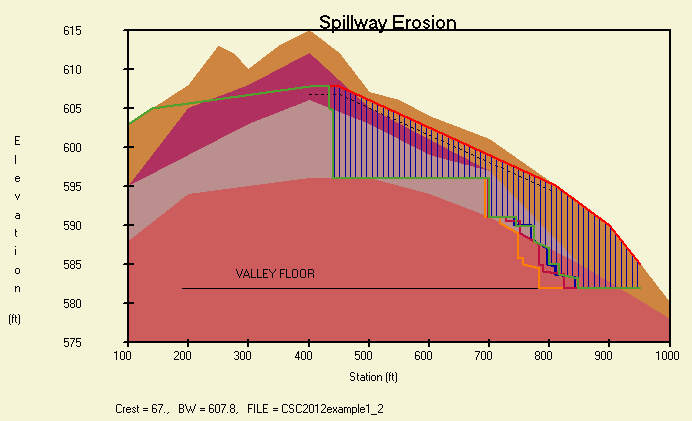 Spillway Erosion
615
610
605
600
595
590
585
580
575
Elevation
(ft)
VALLEY FLOOR
100 200 300 400 500 600 700 800 900 1000
Station (ft)
Crest = 67., BW = 607.8, FILE = CSC2012example1_2